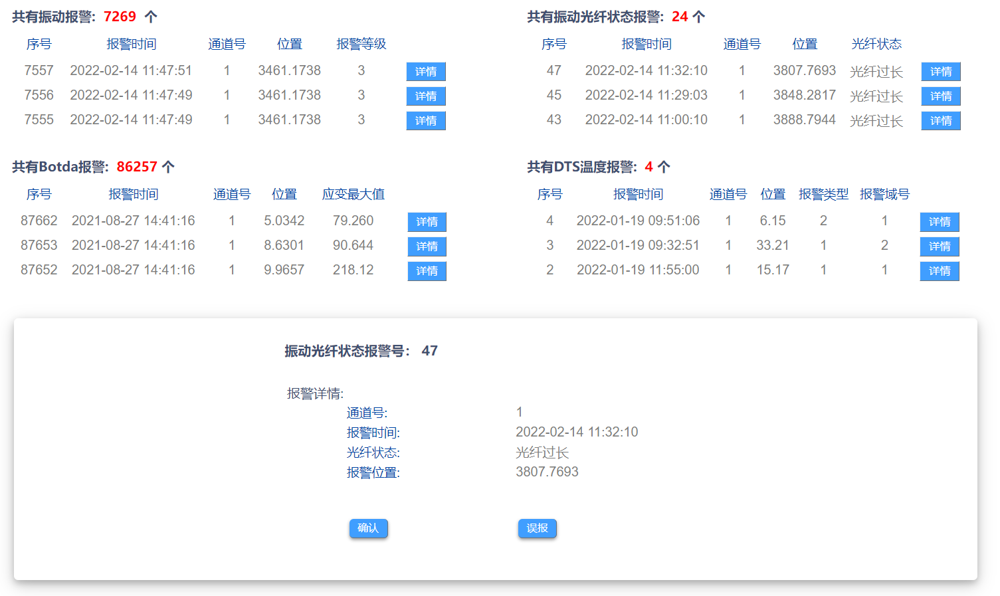 共有振动报警: 7269 个
序号 报警时间 通道号 位置 报警等级
7557 2022-02-14 11:47:51 1 3461.1738 3 详情
7556 2022-02-14 11:47:49 1 3461.1738 3 详情
7555 2022-02-14 11:47:49 1 3461.1738 3 详情
共有振动光纤状态报警: 24 个
序号 报警时间 通道号 位置 光纤状态
47 2022-02-14 11:32:10 1 3807.7693 光纤过长 详情
45 2022-02-14 11:29:03 1 3848.2817 光纤过长 详情
43 2022-02-14 11:00:10 1 3888.7944 光纤过长 详情
共有Botda报警: 86257 个
序号 报警时间 通道号 位置 应变最大值
87662 2021-08-27 14:41:16 1 5.0342 79.260 详情
87653 2021-08-27 14:41:16 1 8.6301 90.644 详情
87652 2021-08-27 14:41:16 1 9.9657 218.12 详情
共有DTS温度报警: 4 个
序号 报警时间 通道号 位置 报警类型 报警域号
4 2022-01-19 09:51:06 1 6.15 2 1 详情
3 2022-01-19 09:32:51 1 33.21 1 2 详情
2 2022-01-19 11:55:00 1 15.17 1 1 详情
振动光纤状态报警号: 47
报警详情:
通道号: 1
报警时间: 2022-02-14 11:32:10
光纤状态: 光纤过长
报警位置: 3807.7693
确认 误报